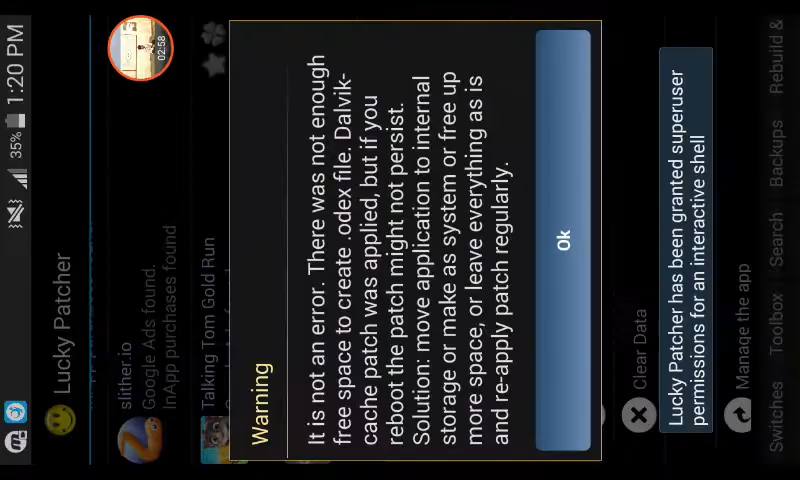 35% 1:20 PM
Lucky Patcher
02:58
slither.io
Google Ads found.
InApp purchases found
Talking Tom Gold Run
Warning
It is not an error. There was not enough
free space to create .odex file. Dalvik-
cache patch was applied, but if you
reboot the patch might not persist.
Solution: move application to internal
storage or make as system or free up
more space, or leave everything as is
and re-apply patch regularly.
Ok
Clear Data
Lucky Patcher has been granted superuser
permissions for an interactive shell
Manage the app
Switches Toolbox Search Backups Rebuild &